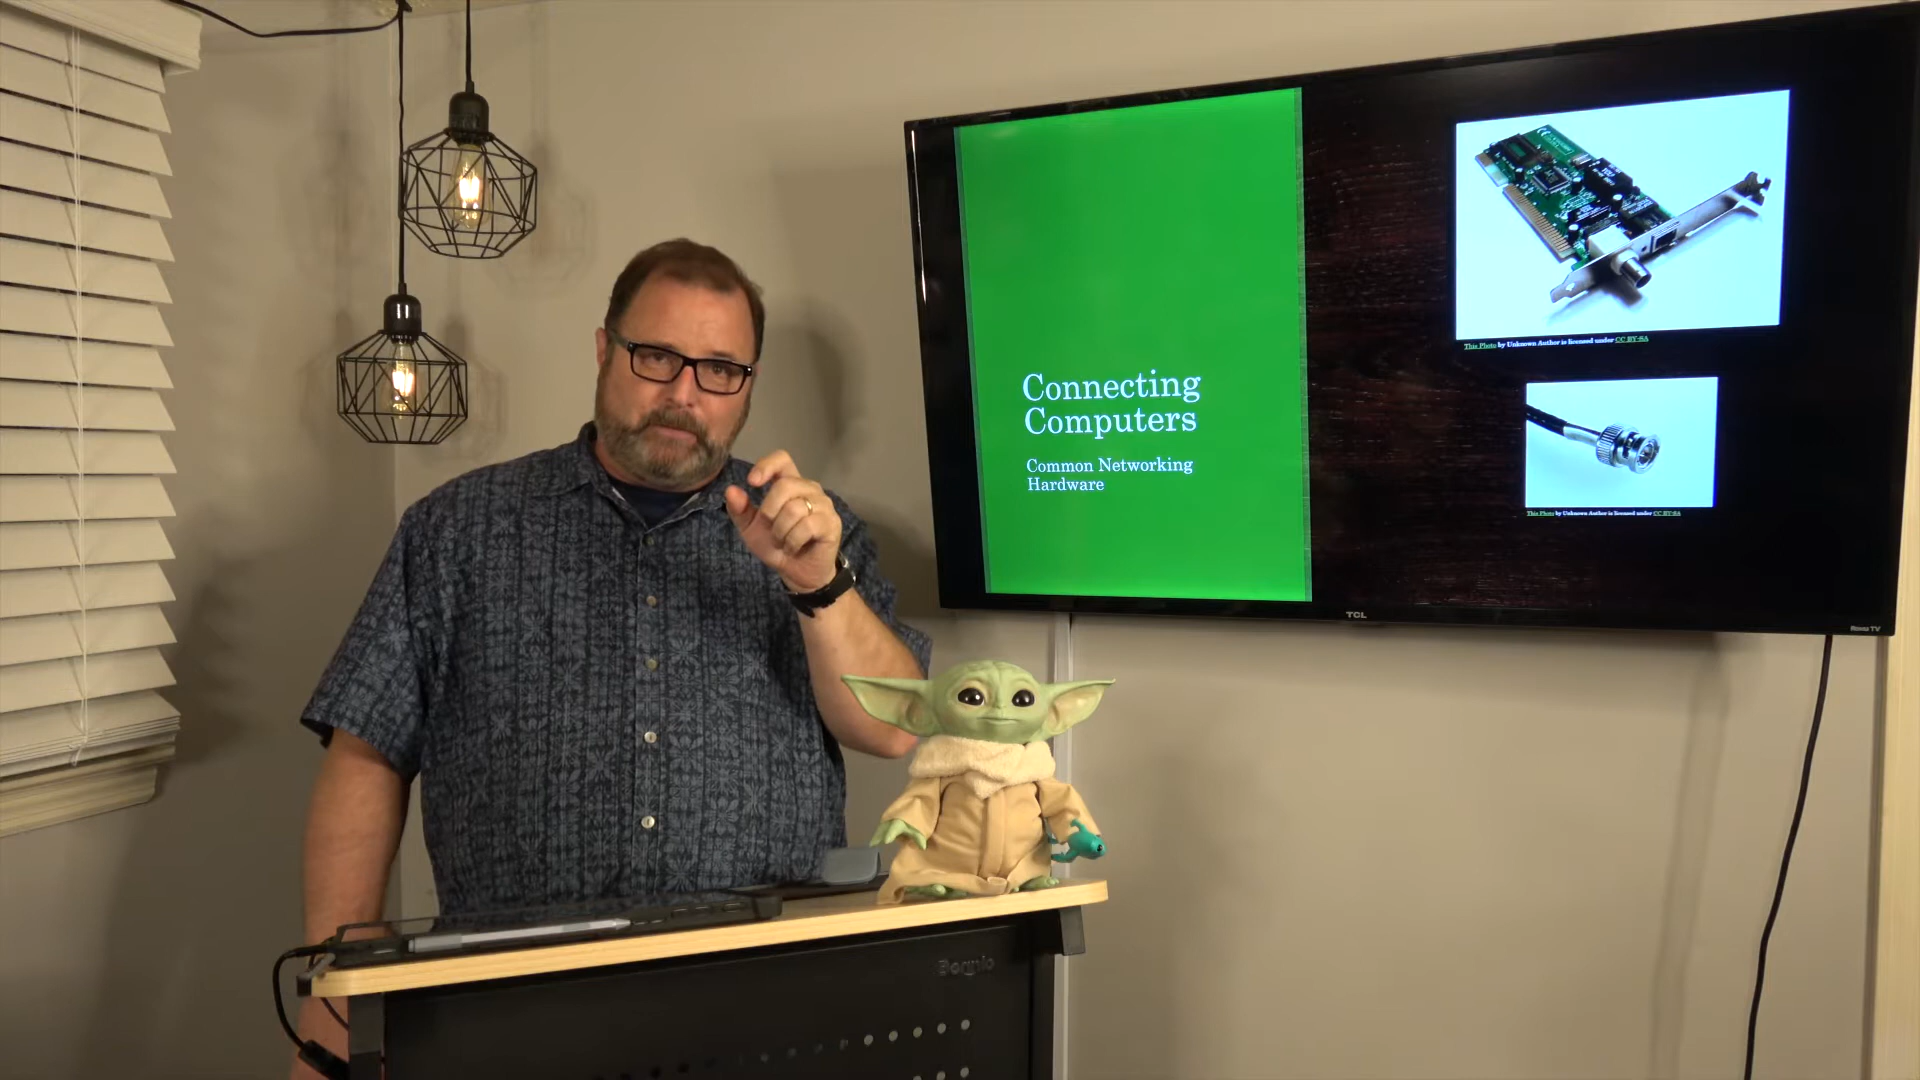 Connecting
Computers
Common Networking
Hardware
This Photo by Unknown Author is licensed under CC BY-SA
This Photo by Unknown Author is licensed under CC BY-SA
TCL
Roku TV